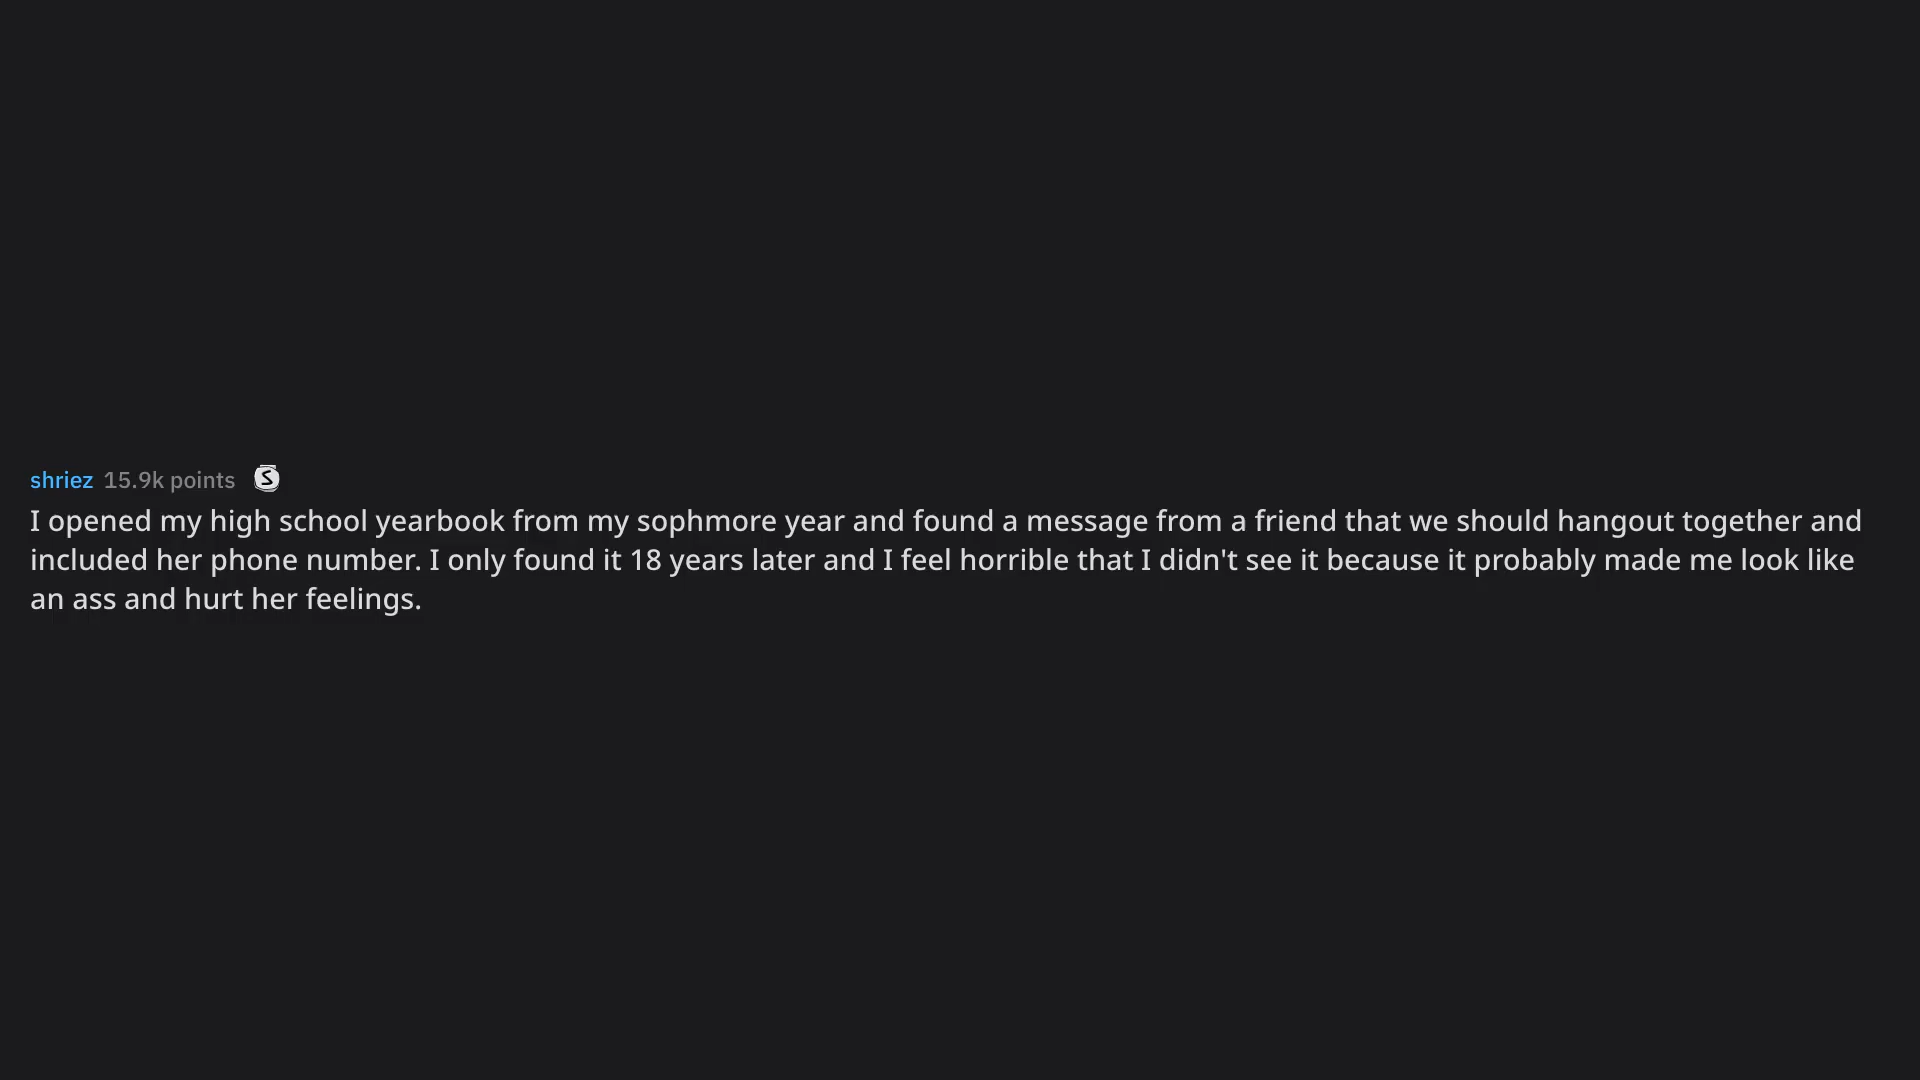 shriez 15.9k points S
I opened my high school yearbook from my sophmore year and found a message from a friend that we should hangout together and
included her phone number. I only found it 18 years later and I feel horrible that I didn't see it because it probably made me look like
an ass and hurt her feelings.